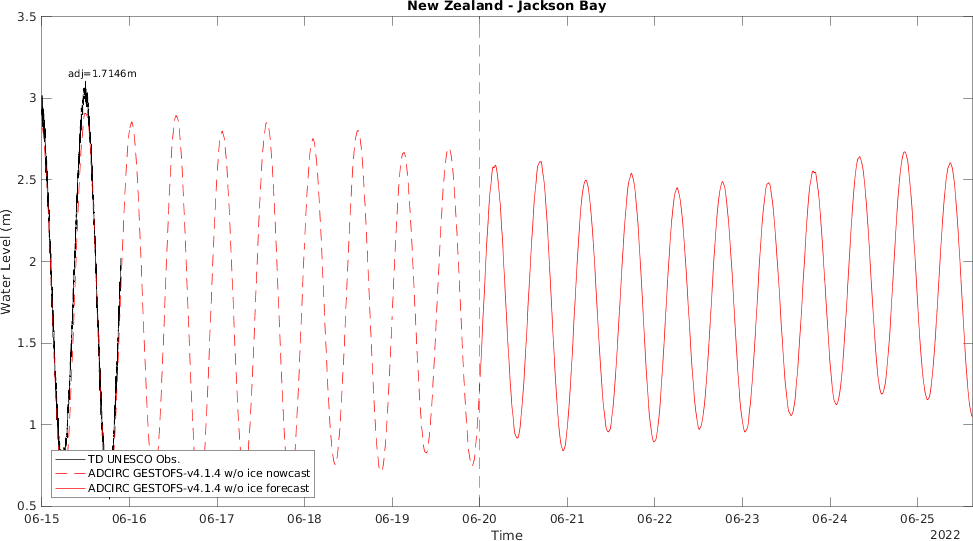 New Zealand - Jackson Bay
adj=1.7146m
Water Level (m)
3.5
3
2.5
2
1.5
1
0.5
TD UNESCO Obs.
ADCIRC GESTOFS-v4.1.4 w/o ice nowcast
ADCIRC GESTOFS-v4.1.4 w/o ice forecast
06-15 06-16 06-17 06-18 06-19 06-20 06-21 06-22 06-23 06-24 06-25
2022
Time